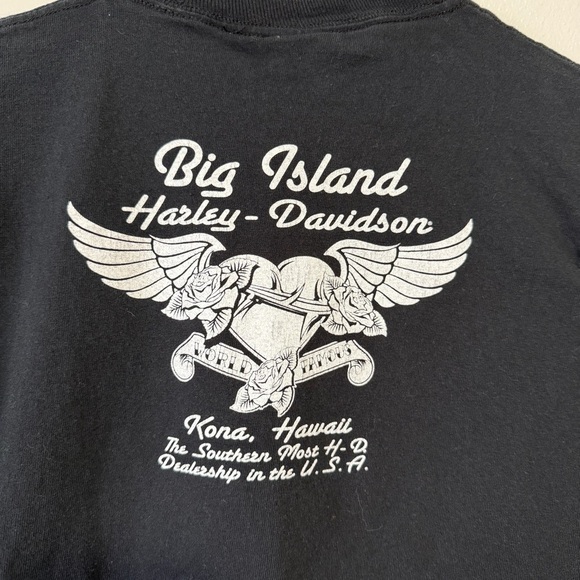 Big Island
Harley-Davidson
WORLD FAMOUS
Kona, Hawaii
The Southern Most H-D
Dealership in the U.S.A.